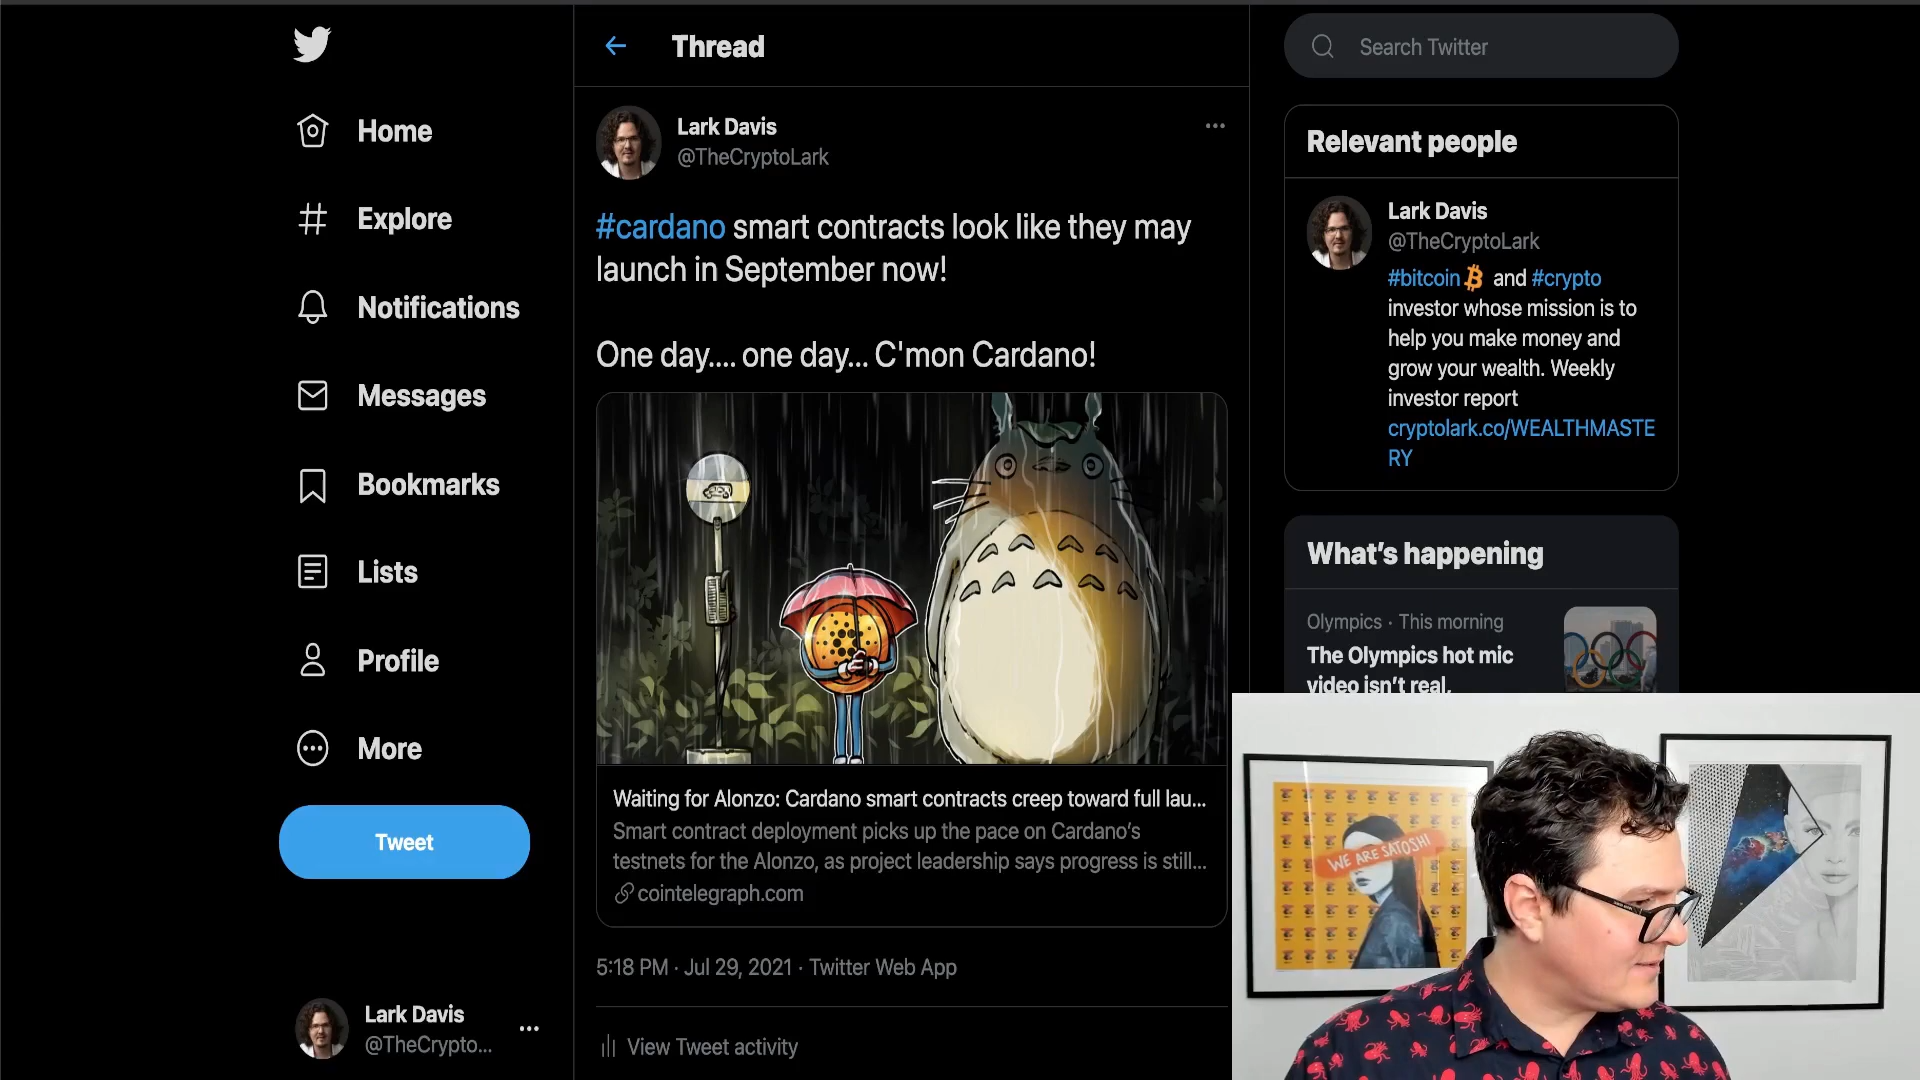 Home
Explore
Notifications
Messages
Bookmarks
Lists
Profile
More
Tweet
Lark Davis
@TheCrypto...
Thread
Lark Davis
@TheCryptoLark
#cardano smart contracts look like they may
launch in September now!
One day.... one day... C'mon Cardano!
Waiting for Alonzo: Cardano smart contracts creep toward full lau...
Smart contract deployment picks up the pace on Cardano's
testnets for the Alonzo, as project leadership says progress is still...
cointelegraph.com
5:18 PM · Jul 29, 2021 · Twitter Web App
View Tweet activity
Search Twitter
Relevant people
Lark Davis
@TheCryptoLark
#bitcoin and #crypto
investor whose mission is to
help you make money and
grow your wealth. Weekly
investor report
cryptolark.co/WEALTHMASTE
RY
What's happening
Olympics · This morning
The Olympics hot mic
video isn't real,
WE ARE SATOSHI